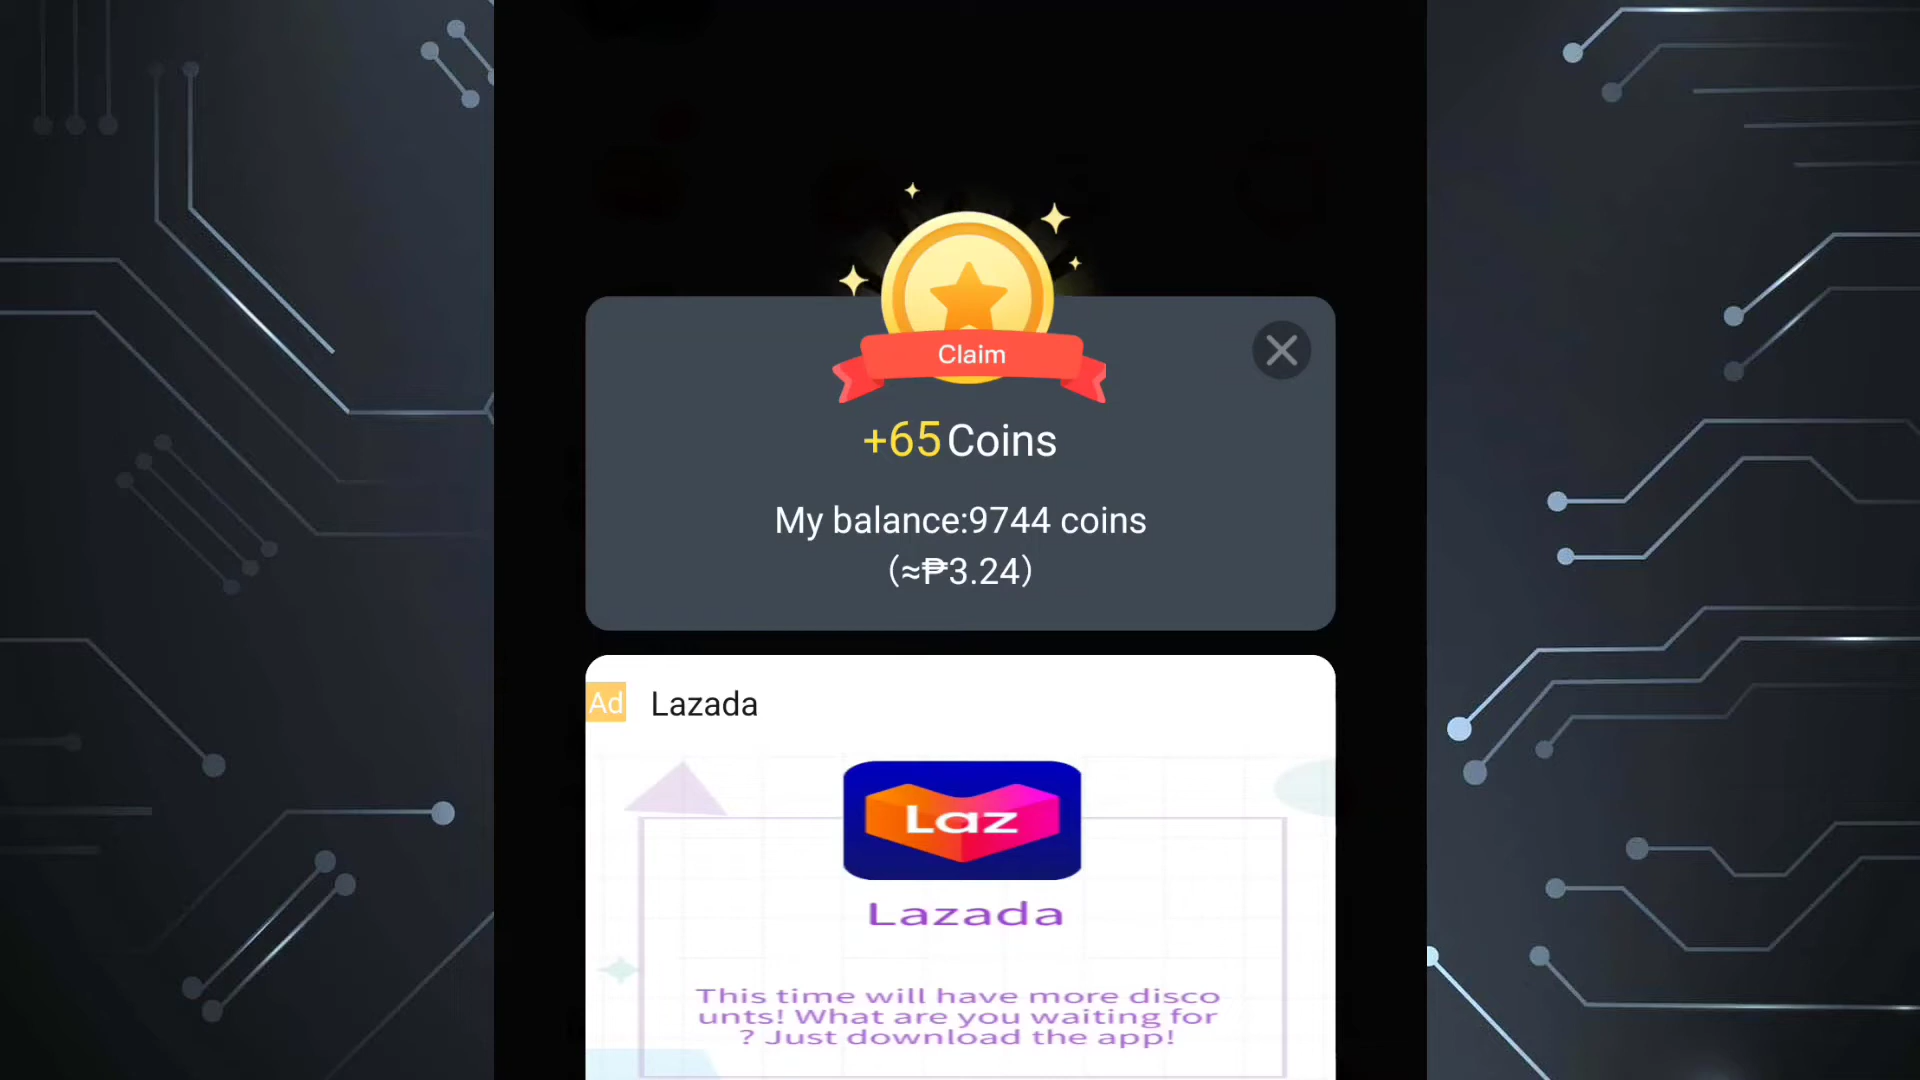 Claim
+65 Coins
My balance:9744 coins
(≈₱3.24)
Ad Lazada
Laz
Lazada
This time will have more disco
unts! What are you waiting for
? Just download the app!